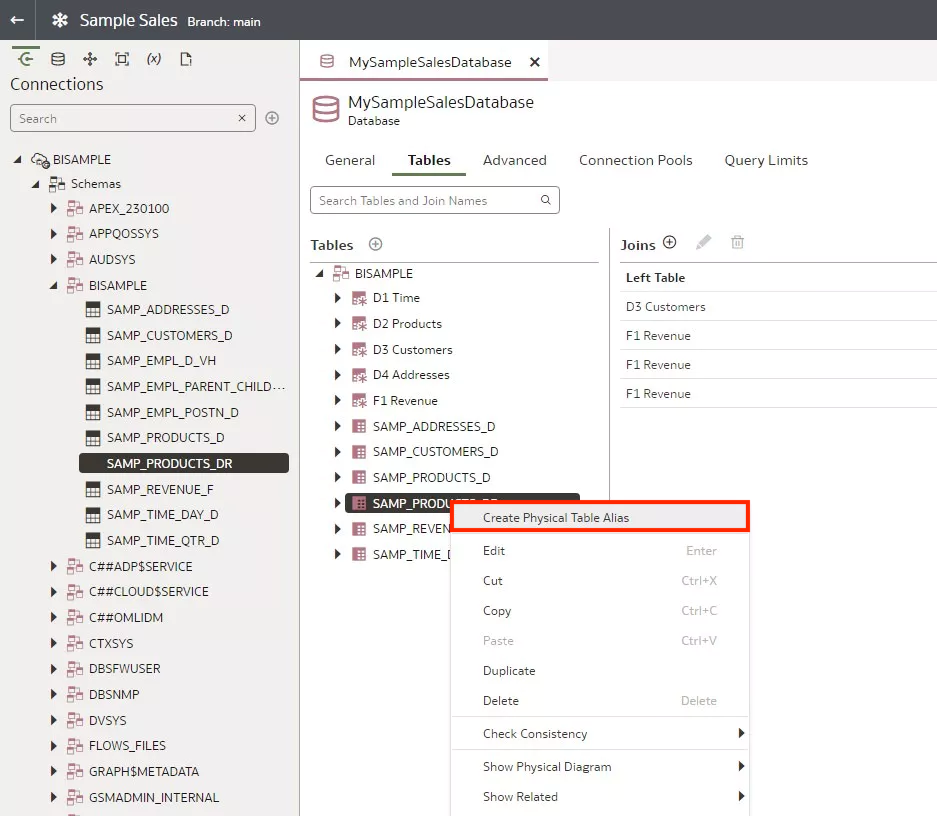 Sample Sales Branch: main
Connections
Search
BISAMPLE
Schemas
APEX_230100
APPQOSSYS
AUDSYS
BISAMPLE
SAMP_ADDRESSES_D
SAMP_CUSTOMERS_D
SAMP_EMPL_D_VH
SAMP_EMPL_PARENT_CHILD...
SAMP_EMPL_POSTN_D
SAMP_PRODUCTS_D
SAMP_PRODUCTS_DR
SAMP_REVENUE_F
SAMP_TIME_DAY_D
SAMP_TIME_QTR_D
C##ADP$SERVICE
C##CLOUD$SERVICE
C##OMLIDM
CTXSYS
DBSFWUSER
DBSNMP
DVSYS
FLOWS_FILES
GRAPH$METADATA
GSMADMIN_INTERNAL
MySampleSalesDatabase
MySampleSalesDatabase
Database
General Tables Advanced Connection Pools Query Limits
Search Tables and Join Names
Tables
BISAMPLE
D1 Time
D2 Products
D3 Customers
D4 Addresses
F1 Revenue
SAMP_ADDRESSES_D
SAMP_CUSTOMERS_D
SAMP_PRODUCTS_D
SAMP_PRODUCTS_DR
SAMP_REVEN
SAMP_TIME_D
Joins
Left Table
D3 Customers
F1 Revenue
F1 Revenue
F1 Revenue
Create Physical Table Alias
Edit Enter
Cut Ctrl+X
Copy Ctrl+C
Paste Ctrl+V
Duplicate
Delete Delete
Check Consistency
Show Physical Diagram
Show Related